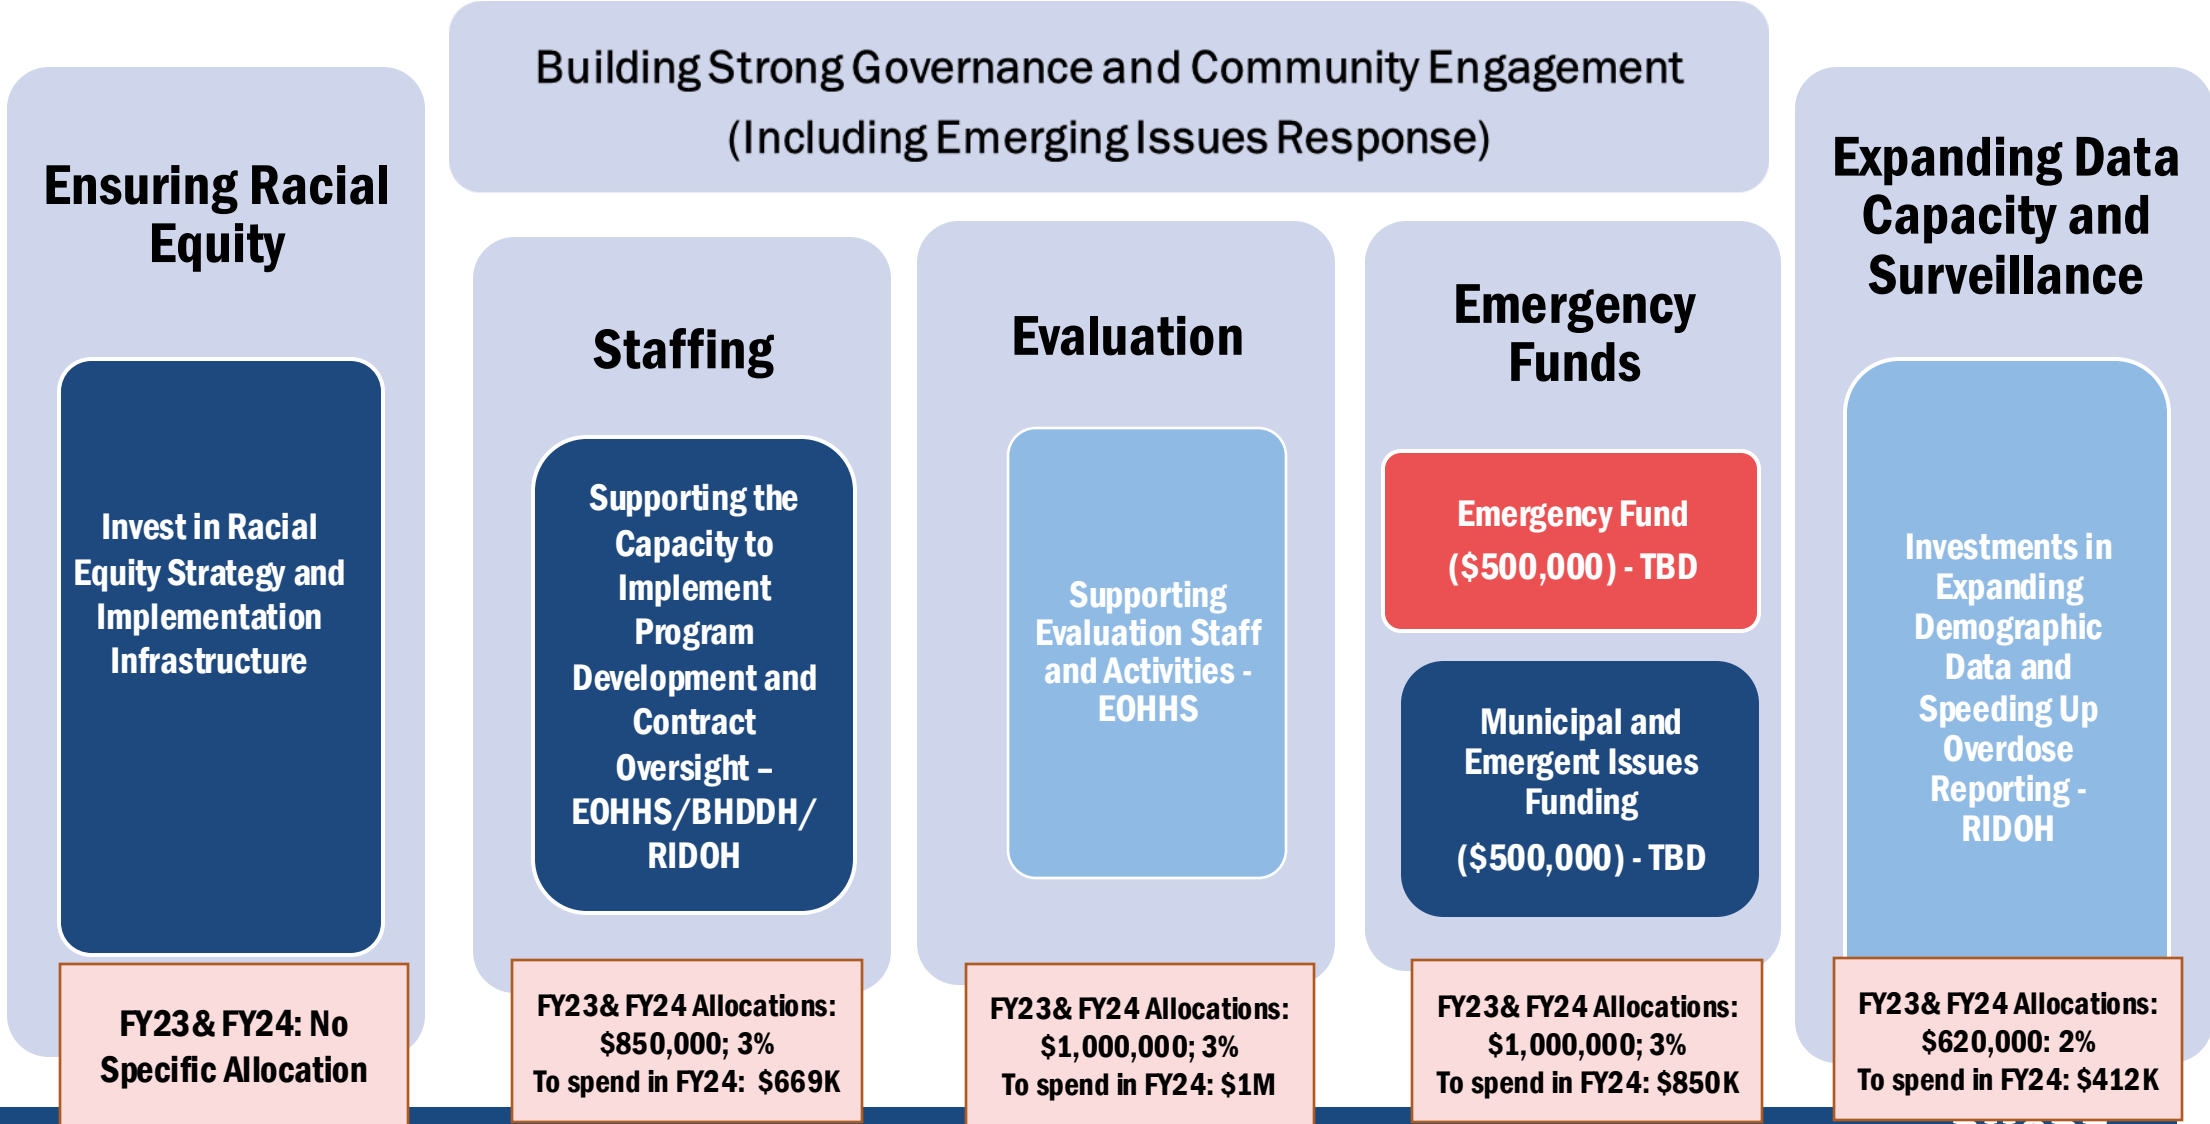 Building Strong Governance and Community Engagement
(Including Emerging Issues Response)
Ensuring Racial
Equity
Invest in Racial
Equity Strategy and
Implementation
Infrastructure
FY23& FY24: No
Specific Allocation
Staffing
Supporting the
Capacity to
Implement
Program
Development and
Contract
Oversight –
EOHHS/BHDDH/
RIDOH
FY23& FY24 Allocations:
$850,000; 3%
To spend in FY24: $669K
Evaluation
Supporting
Evaluation Staff
and Activities -
EOHHS
FY23& FY24 Allocations:
$1,000,000; 3%
To spend in FY24: $1M
Emergency
Funds
Emergency Fund
($500,000) - TBD
Municipal and
Emergent Issues
Funding
($500,000) - TBD
FY23& FY24 Allocations:
$1,000,000; 3%
To spend in FY24: $850K
Expanding Data
Capacity and
Surveillance
Investments in
Expanding
Demographic
Data and
Speeding Up
Overdose
Reporting -
RIDOH
FY23& FY24 Allocations:
$620,000: 2%
To spend in FY24: $412K